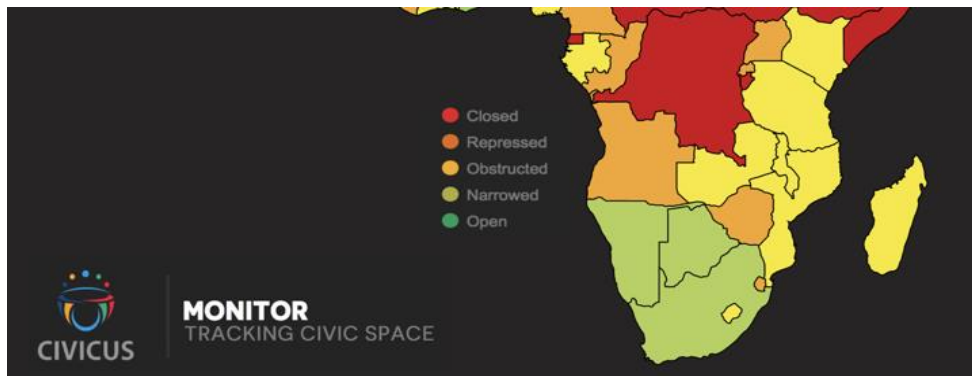 Closed
Repressed
Obstructed
Narrowed
Open
CIVICUS
MONITOR
TRACKING CIVIC SPACE